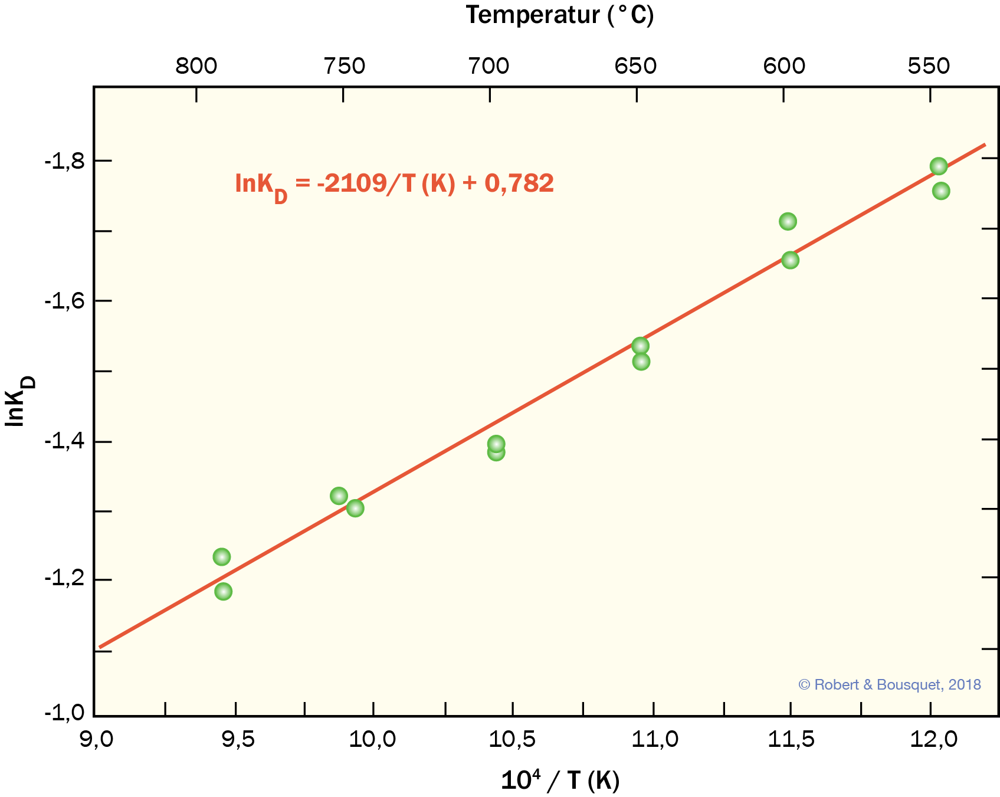 Temperatur (°C)
800 750 700 650 600 550
lnK_D = -2109/T (K) + 0,782
-1,8
-1,6
-1,4
-1,2
-1,0
lnK_D
© Robert & Bousquet, 2018
9,0 9,5 10,0 10,5 11,0 11,5 12,0
10⁴ / T (K)